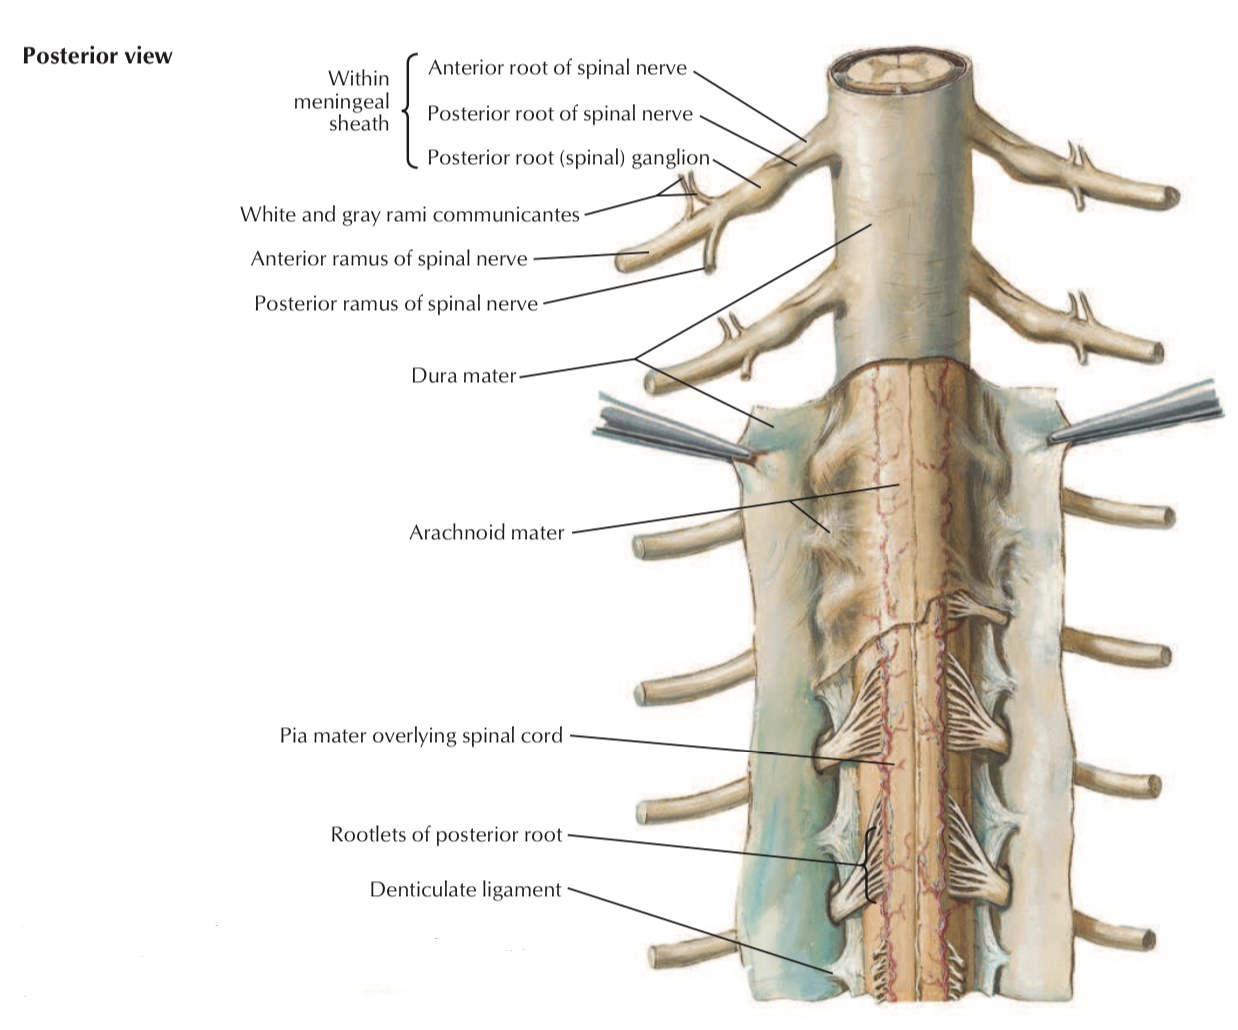 Posterior view
Within
meningeal
sheath
Anterior root of spinal nerve
Posterior root of spinal nerve
Posterior root (spinal) ganglion
White and gray rami communicantes
Anterior ramus of spinal nerve
Posterior ramus of spinal nerve
Dura mater
Arachnoid mater
Pia mater overlying spinal cord
Rootlets of posterior root
Denticulate ligament